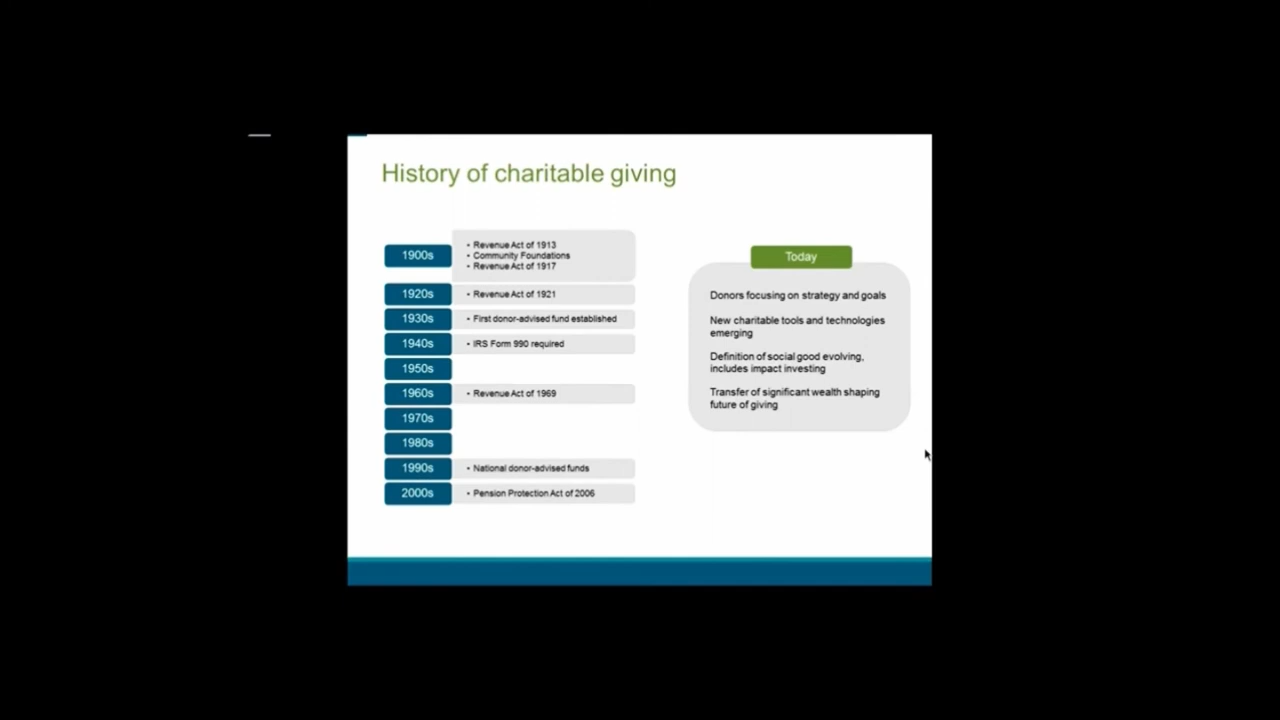 History of charitable giving
1900s
• Revenue Act of 1913
• Community Foundations
• Revenue Act of 1917
1920s
• Revenue Act of 1921
1930s
• First donor-advised fund established
1940s
• IRS Form 990 required
1950s
1960s
• Revenue Act of 1969
1970s
1980s
1990s
• National donor-advised funds
2000s
• Pension Protection Act of 2006
Today
Donors focusing on strategy and goals
New charitable tools and technologies
emerging
Definition of social good evolving,
includes impact investing
Transfer of significant wealth shaping
future of giving